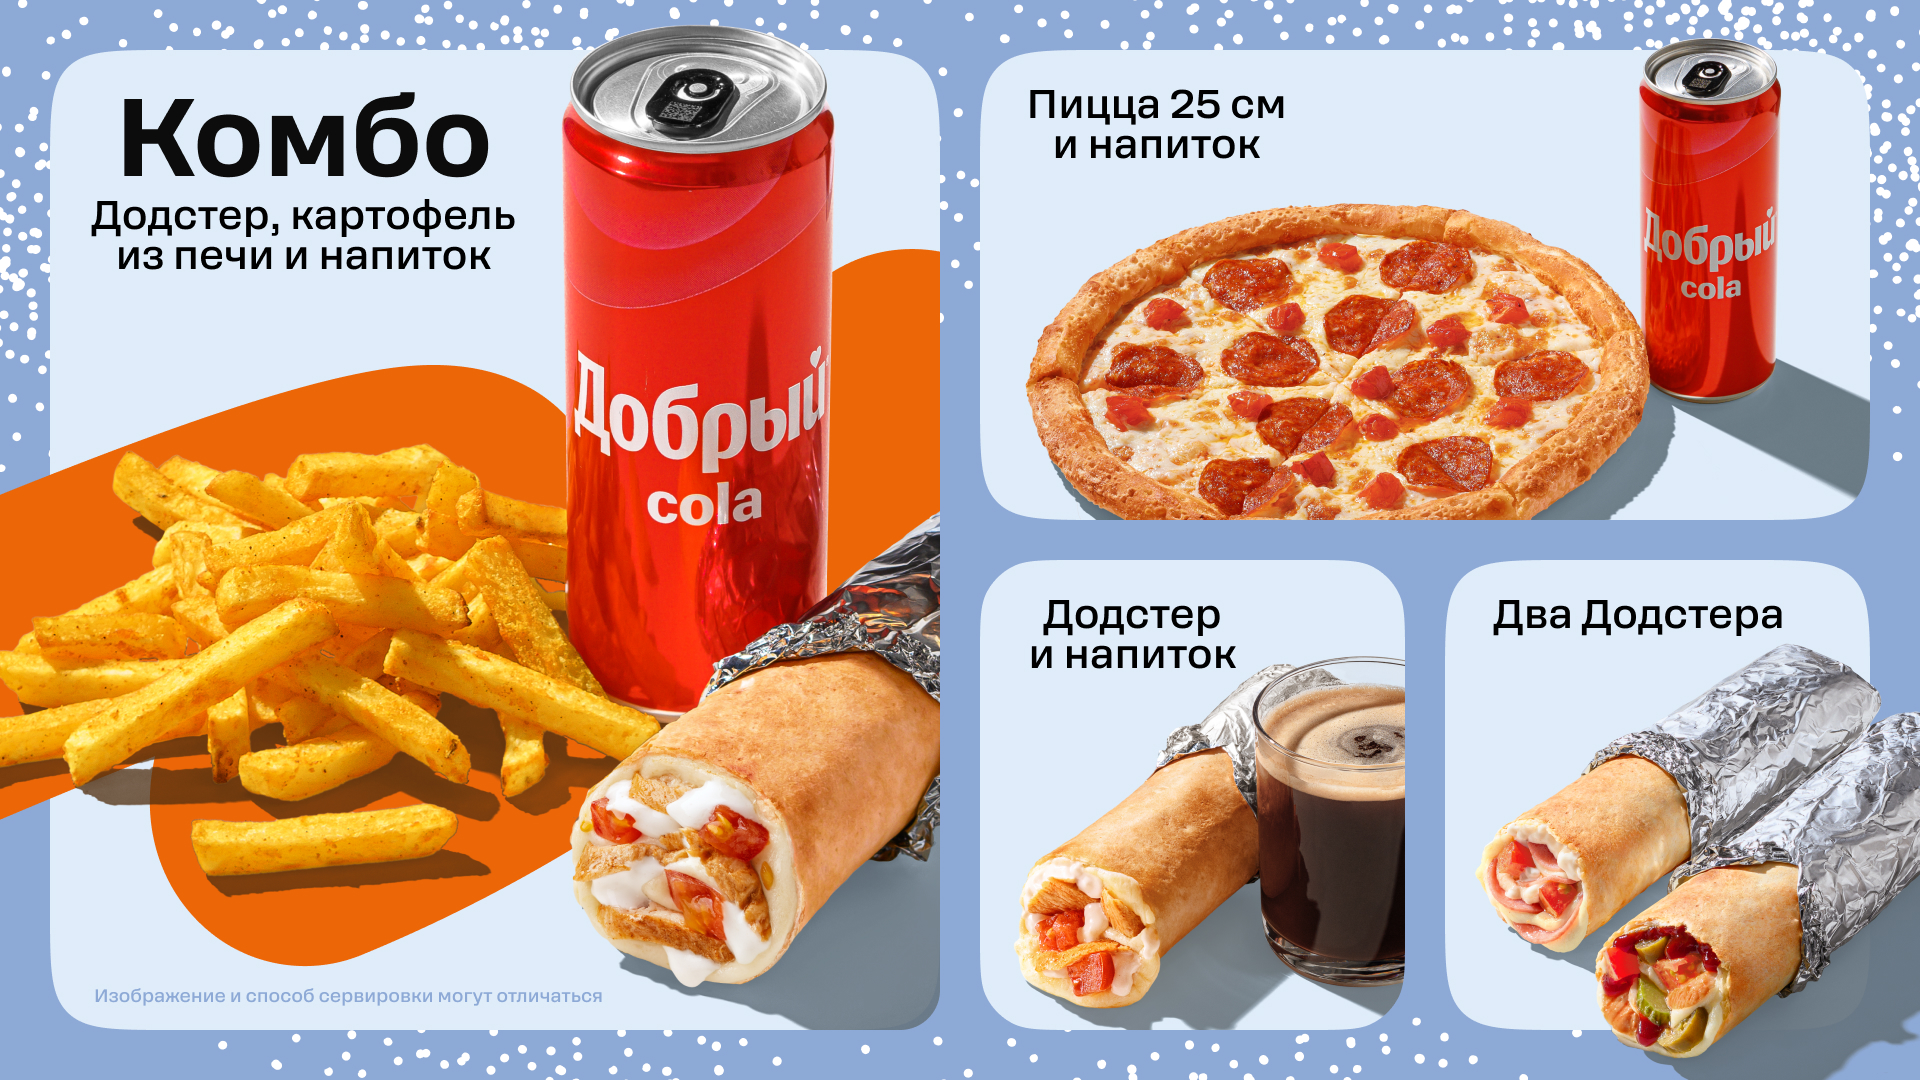 Комбо
Додстер, картофель
из печи и напиток
Добрый
cola
Изображение и способ сервировки могут отличаться
Пицца 25 см
и напиток
Добрый
cola
Додстер
и напиток
Два Додстера